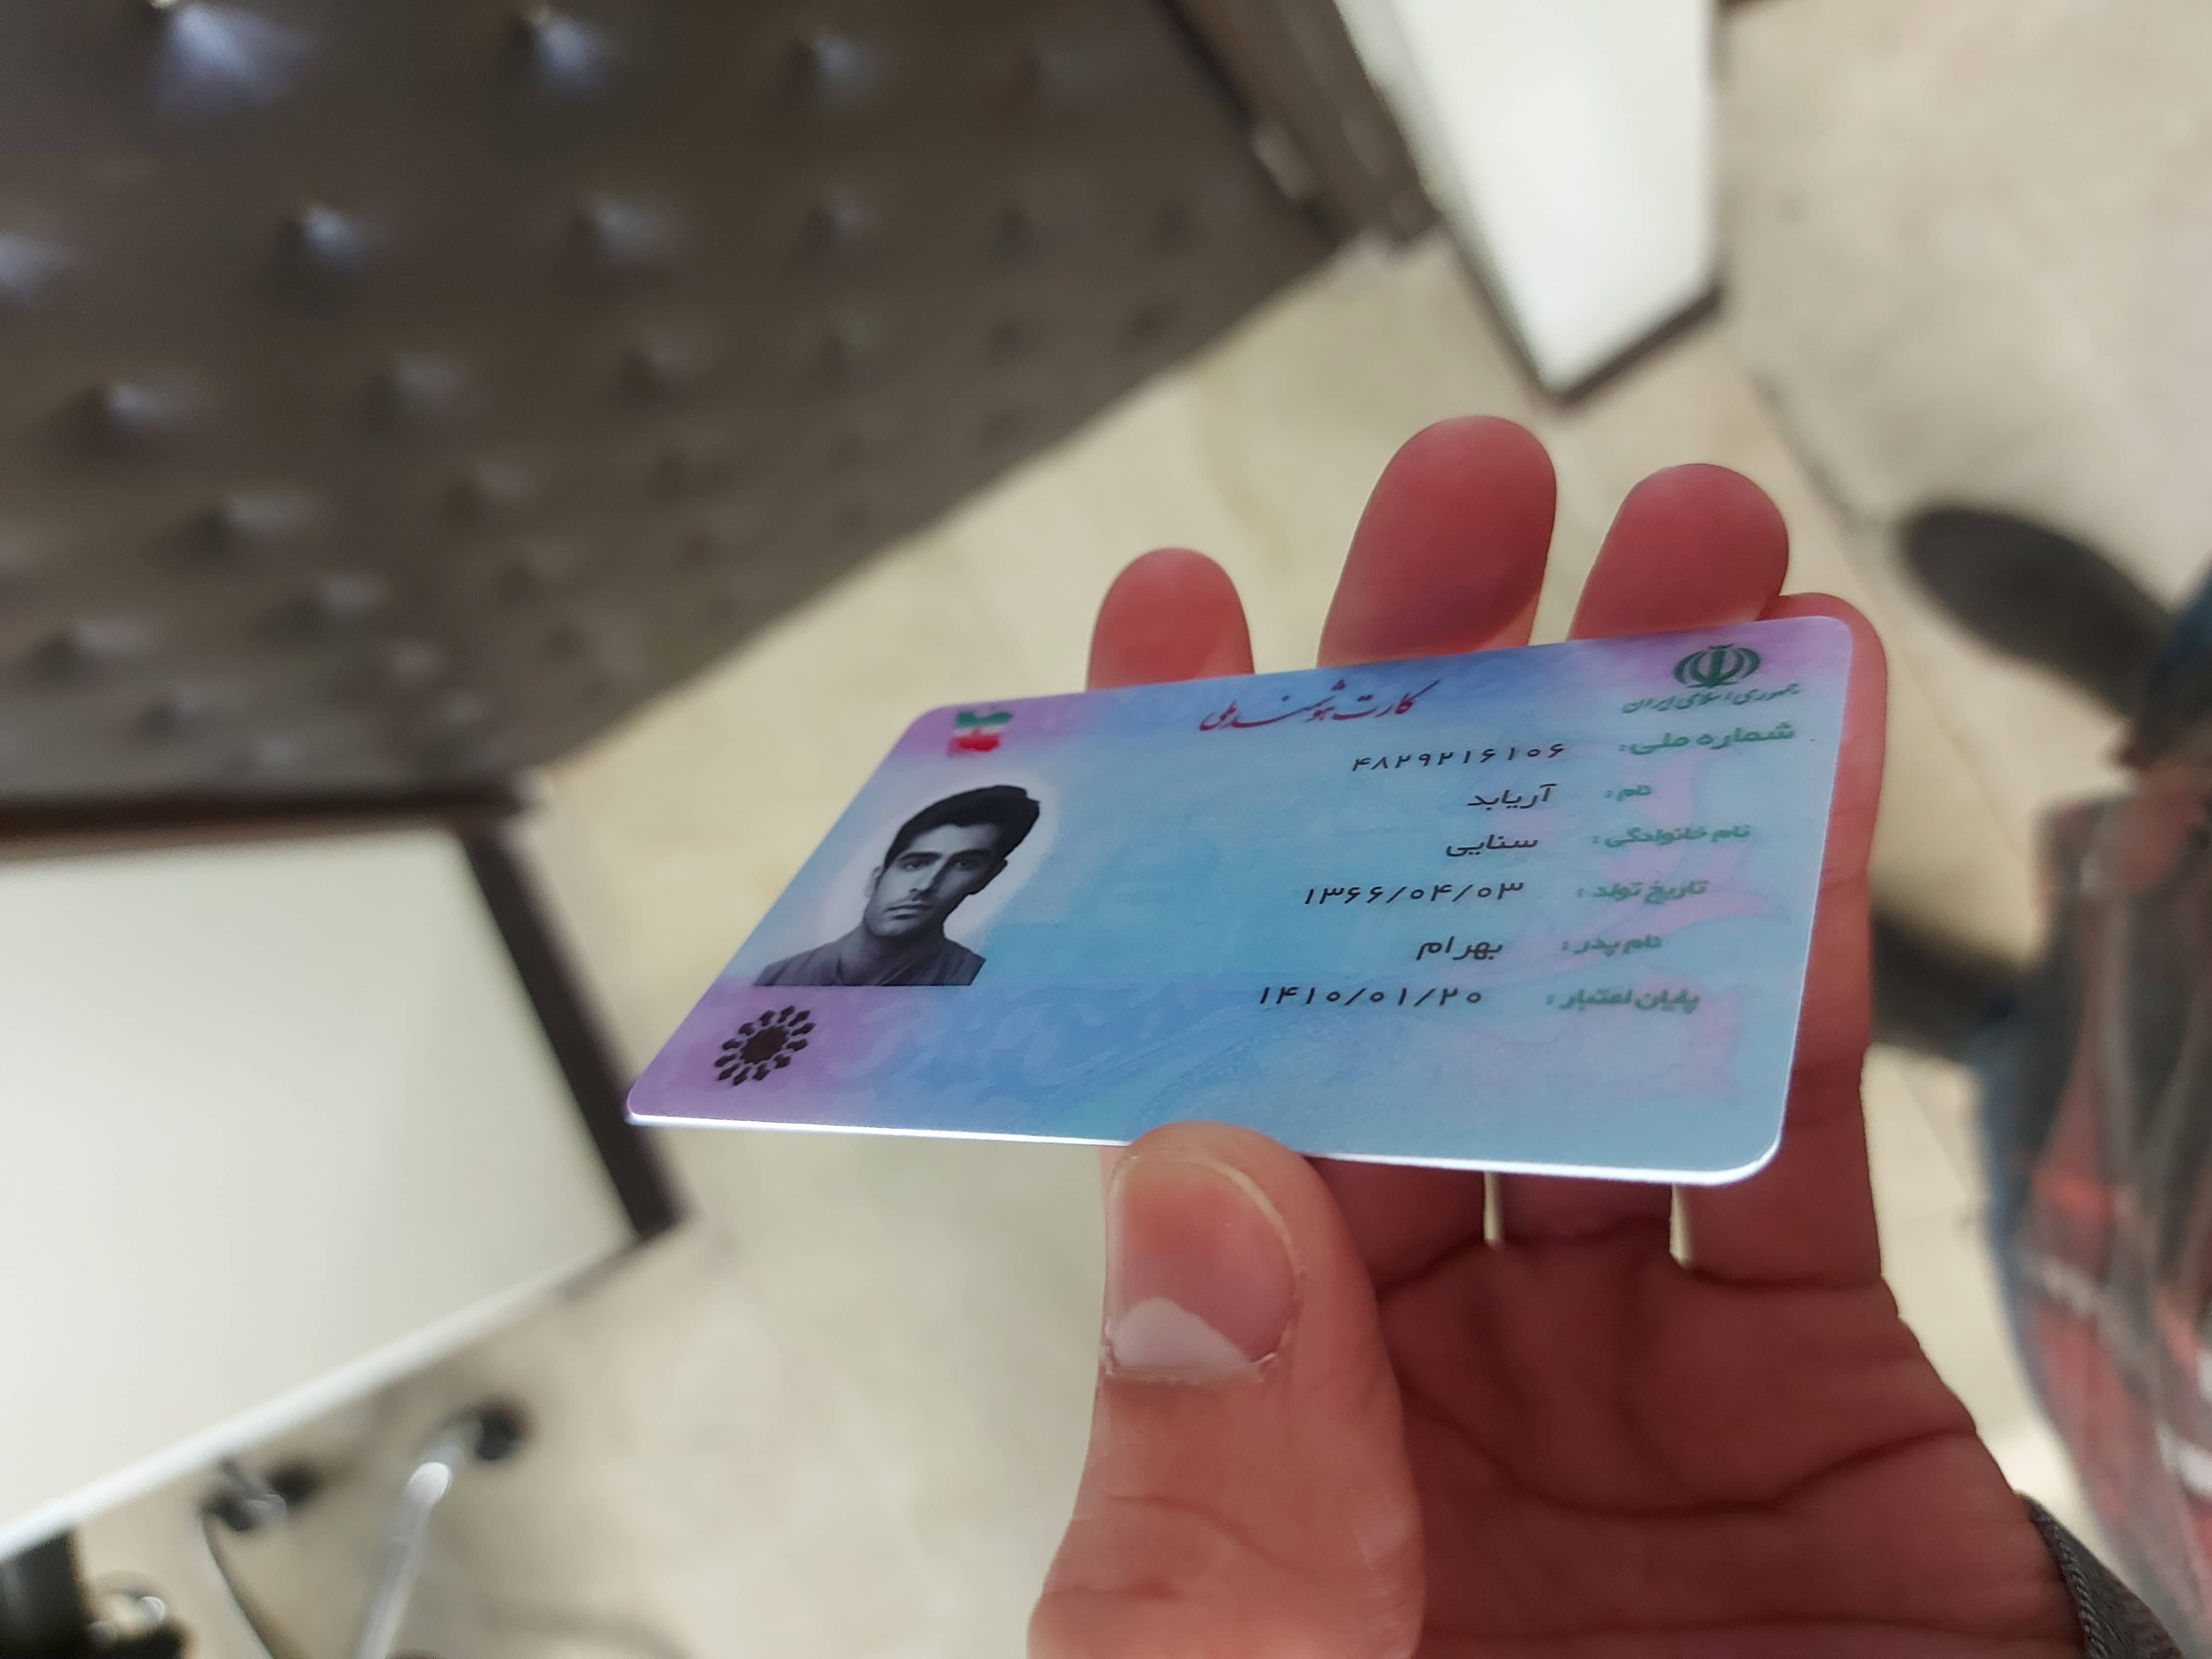 جمهوری اسلامی ایران
کارت هوشمند ملی
شماره ملی: ۴۸۲۹۲۱۶۱۰۶
نام: آریابد
نام خانوادگی: سنایی
تاریخ تولد: ۱۳۶۶/۰۴/۰۳
نام پدر: بهرام
پایان اعتبار: ۱۴۱۰/۰۱/۲۰